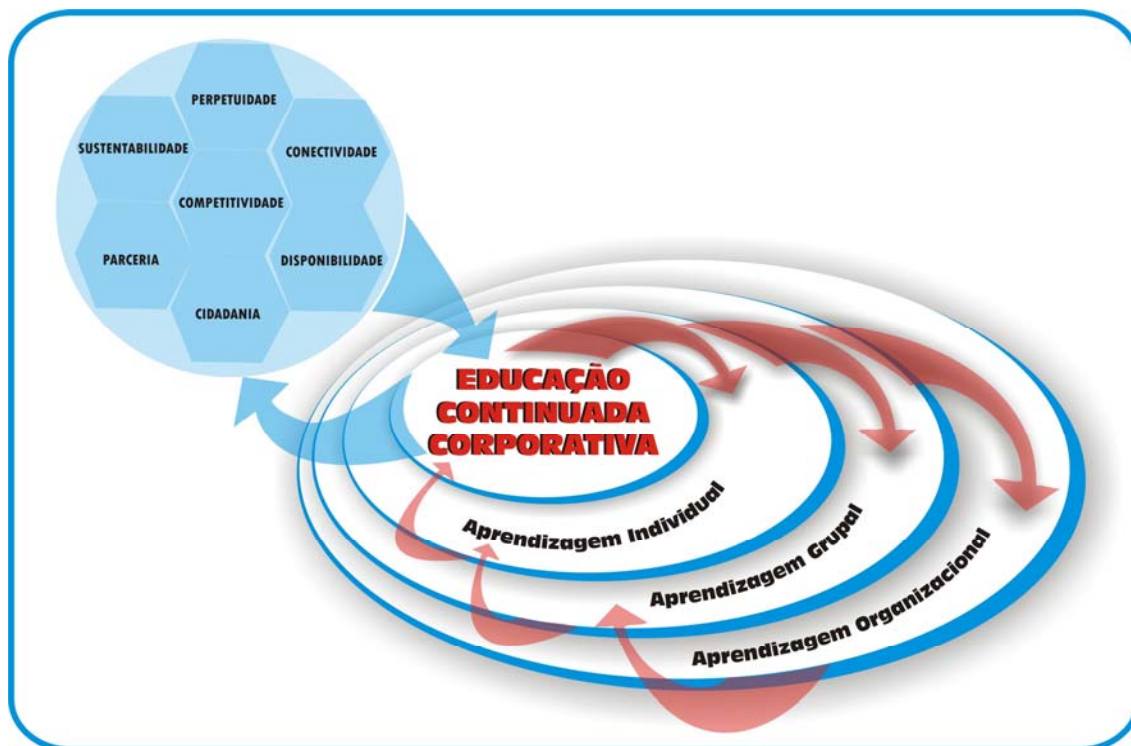 PERPETUIDADE
SUSTENTABILIDADE
CONECTIVIDADE
COMPETITIVIDADE
PARCERIA
DISPONIBILIDADE
CIDADANIA
EDUCAÇÃO
CONTINUADA
CORPORATIVA
Aprendizagem Individual
Aprendizagem Grupal
Aprendizagem Organizacional